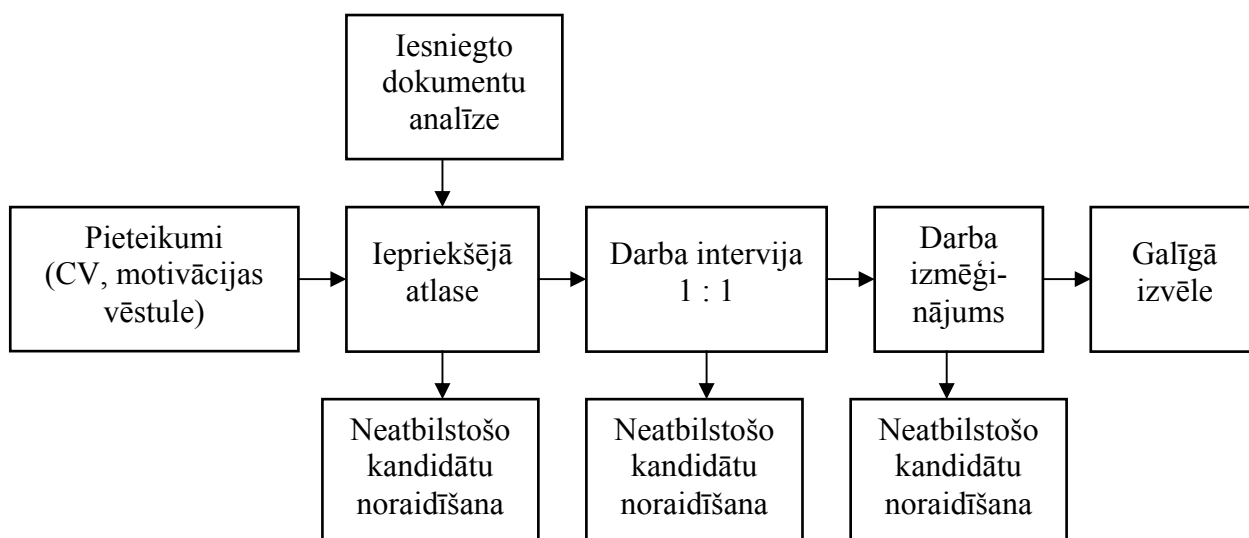 Iesniegto
dokumentu
analīze
Pieteikumi
(CV, motivācijas
vēstule)
Iepriekšējā
atlase
Darba intervija
1 : 1
Darba
izmēģi-
nājums
Galīgā
izvēle
Neatbilstošo
kandidātu
noraidīšana
Neatbilstošo
kandidātu
noraidīšana
Neatbilstošo
kandidātu
noraidīšana